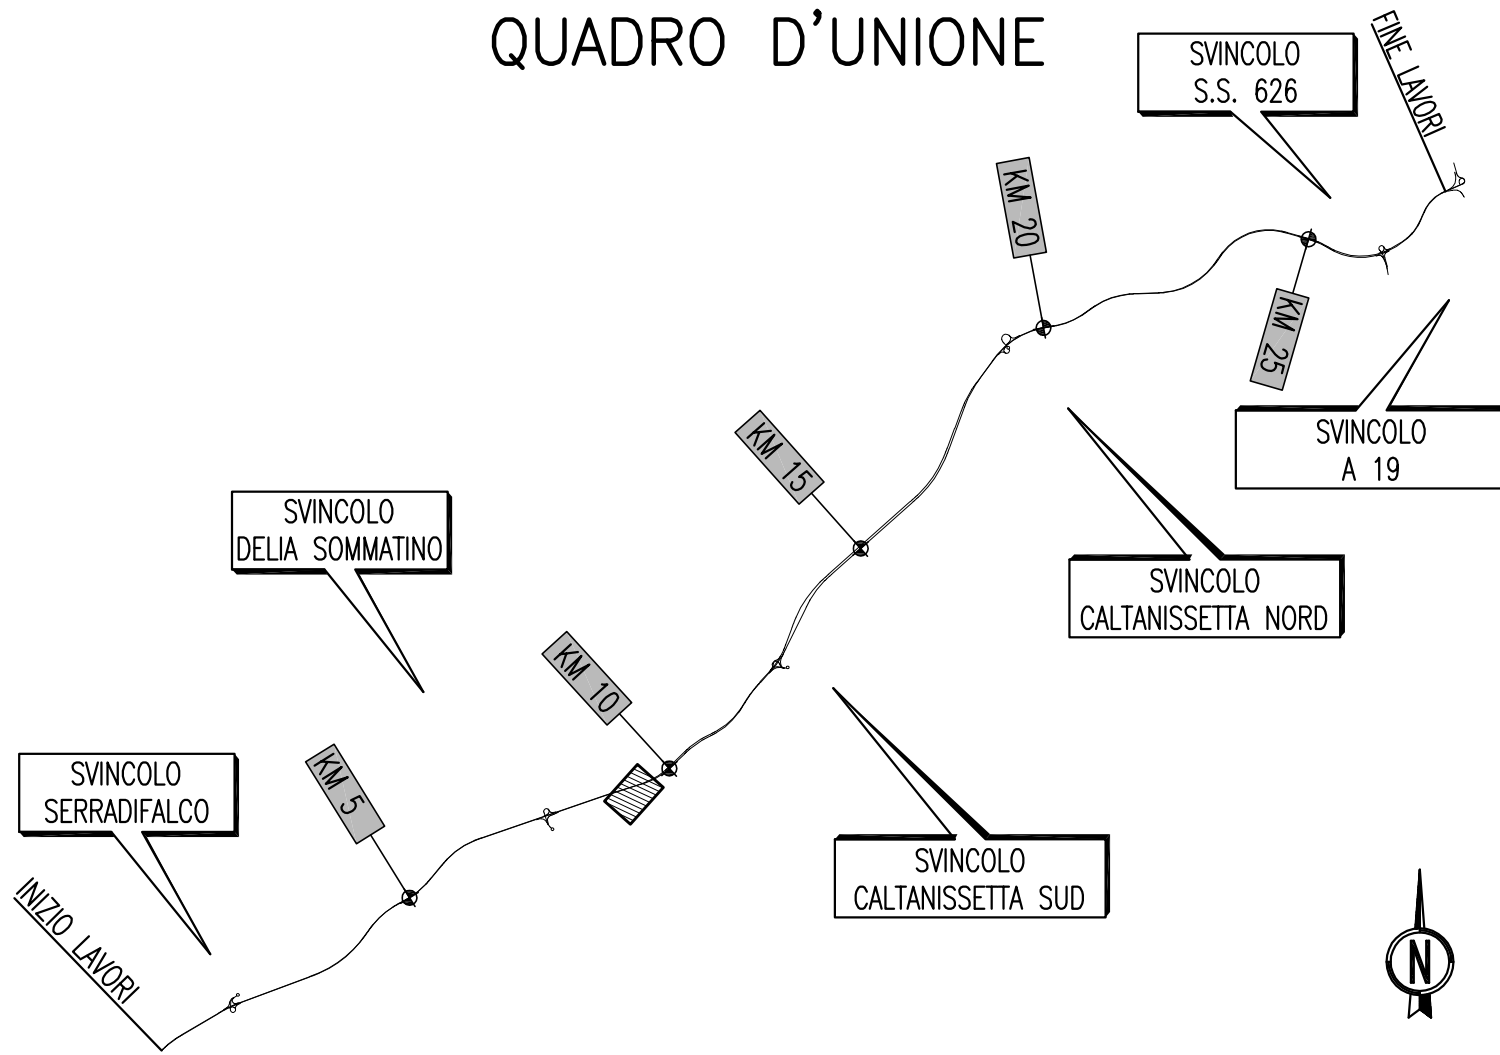 QUADRO D'UNIONE
SVINCOLO
S.S. 626
FINE LAVORI
KM 20
KM 25
SVINCOLO
A 19
KM 15
SVINCOLO
DELIA SOMMATINO
SVINCOLO
CALTANISSETTA NORD
KM 10
SVINCOLO
SERRADIFALCO
KM 5
SVINCOLO
CALTANISSETTA SUD
INIZIO LAVORI
N